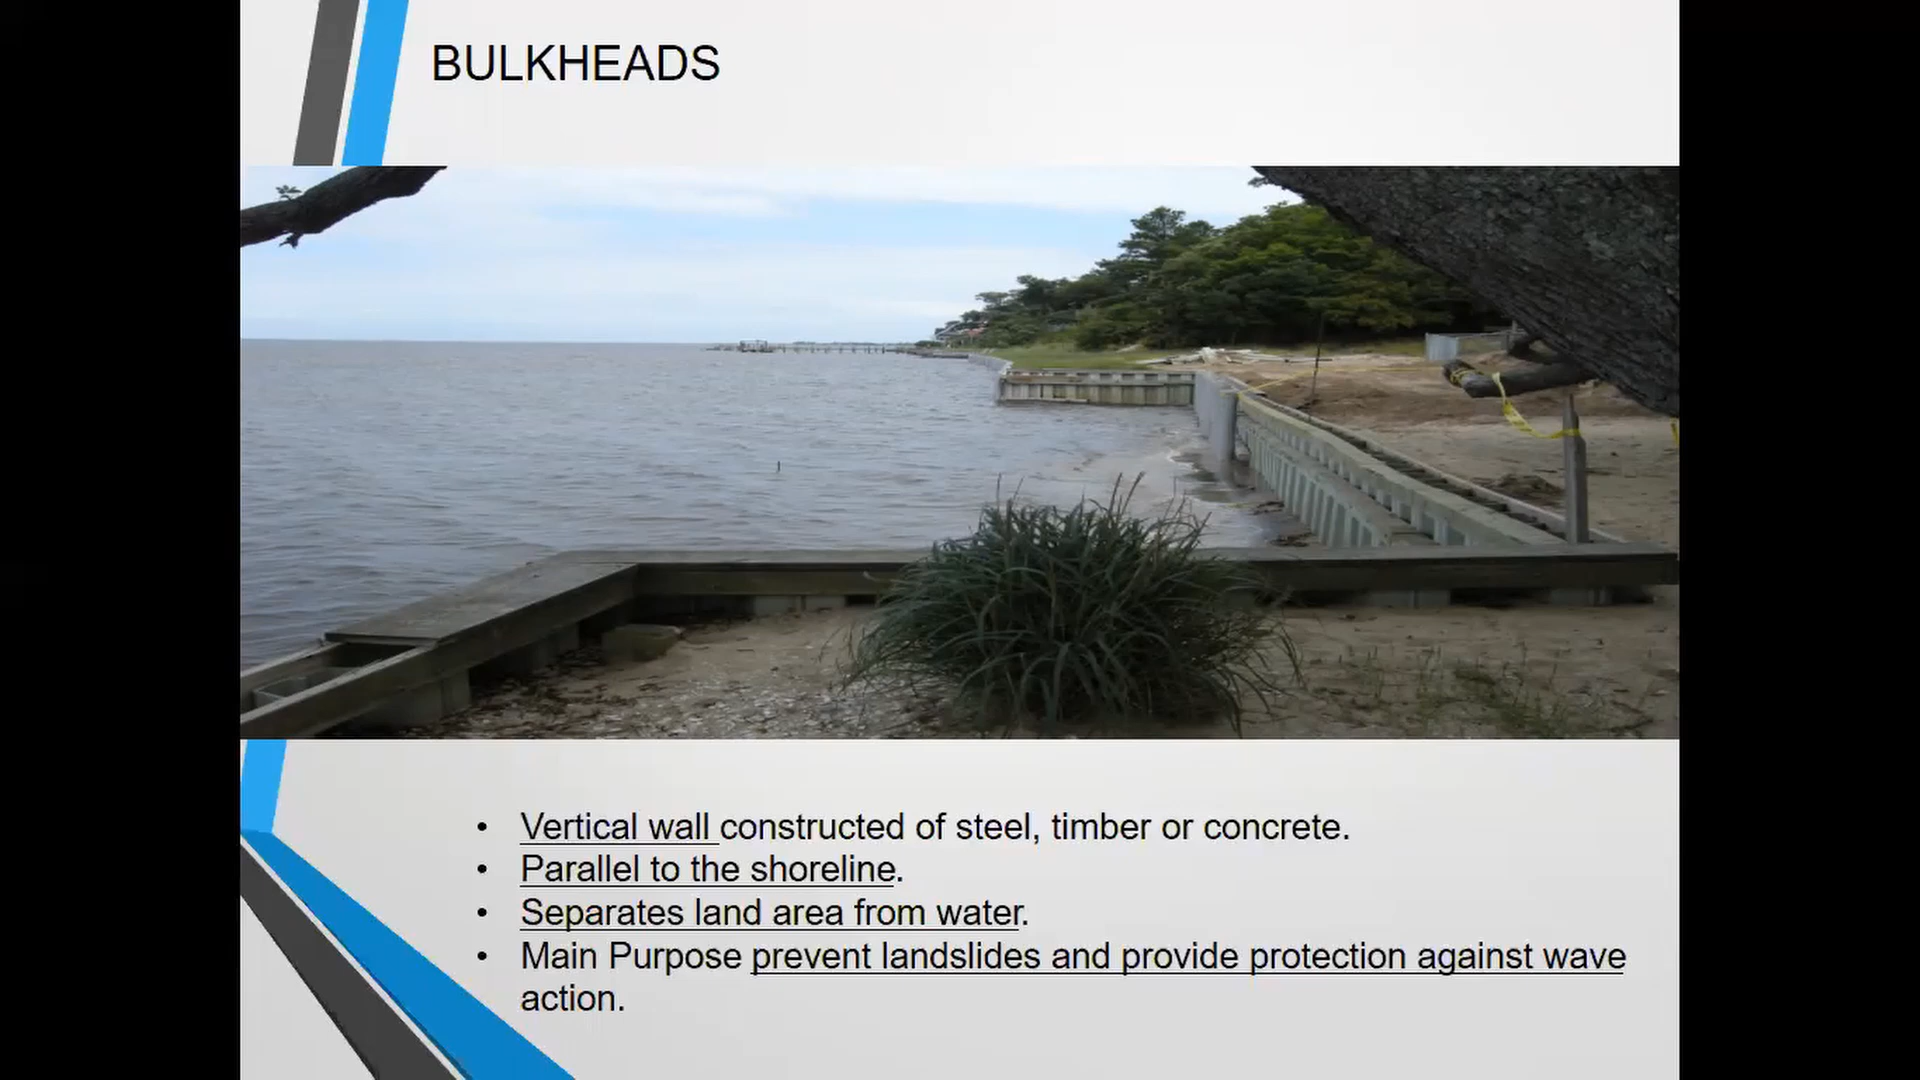 BULKHEADS
• Vertical wall constructed of steel, timber or concrete.
• Parallel to the shoreline.
• Separates land area from water.
• Main Purpose prevent landslides and provide protection against wave
action.